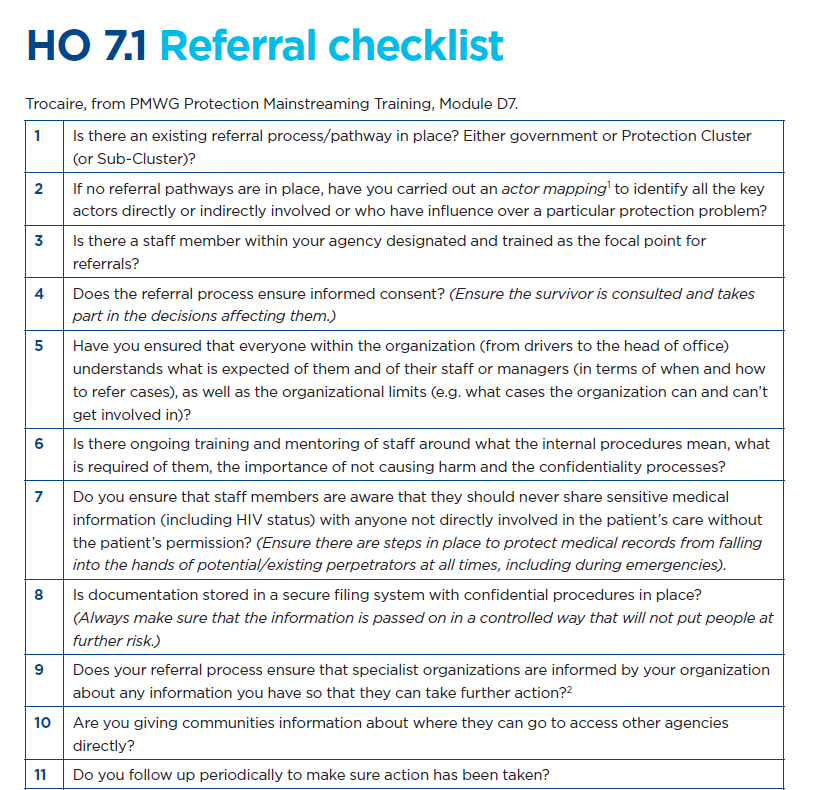 HO 7.1 Referral checklist
Trocaire, from PMWG Protection Mainstreaming Training, Module D7.
1 Is there an existing referral process/pathway in place? Either government or Protection Cluster
(or Sub-Cluster)?
2 If no referral pathways are in place, have you carried out an actor mapping¹ to identify all the key
actors directly or indirectly involved or who have influence over a particular protection problem?
3 Is there a staff member within your agency designated and trained as the focal point for
referrals?
4 Does the referral process ensure informed consent? (Ensure the survivor is consulted and takes
part in the decisions affecting them.)
5 Have you ensured that everyone within the organization (from drivers to the head of office)
understands what is expected of them and of their staff or managers (in terms of when and how
to refer cases), as well as the organizational limits (e.g. what cases the organization can and can't
get involved in)?
6 Is there ongoing training and mentoring of staff around what the internal procedures mean, what
is required of them, the importance of not causing harm and the confidentiality processes?
7 Do you ensure that staff members are aware that they should never share sensitive medical
information (including HIV status) with anyone not directly involved in the patient's care without
the patient's permission? (Ensure there are steps in place to protect medical records from falling
into the hands of potential/existing perpetrators at all times, including during emergencies).
8 Is documentation stored in a secure filing system with confidential procedures in place?
(Always make sure that the information is passed on in a controlled way that will not put people at
further risk.)
9 Does your referral process ensure that specialist organizations are informed by your organization
about any information you have so that they can take further action?²
10 Are you giving communities information about where they can go to access other agencies
directly?
11 Do you follow up periodically to make sure action has been taken?